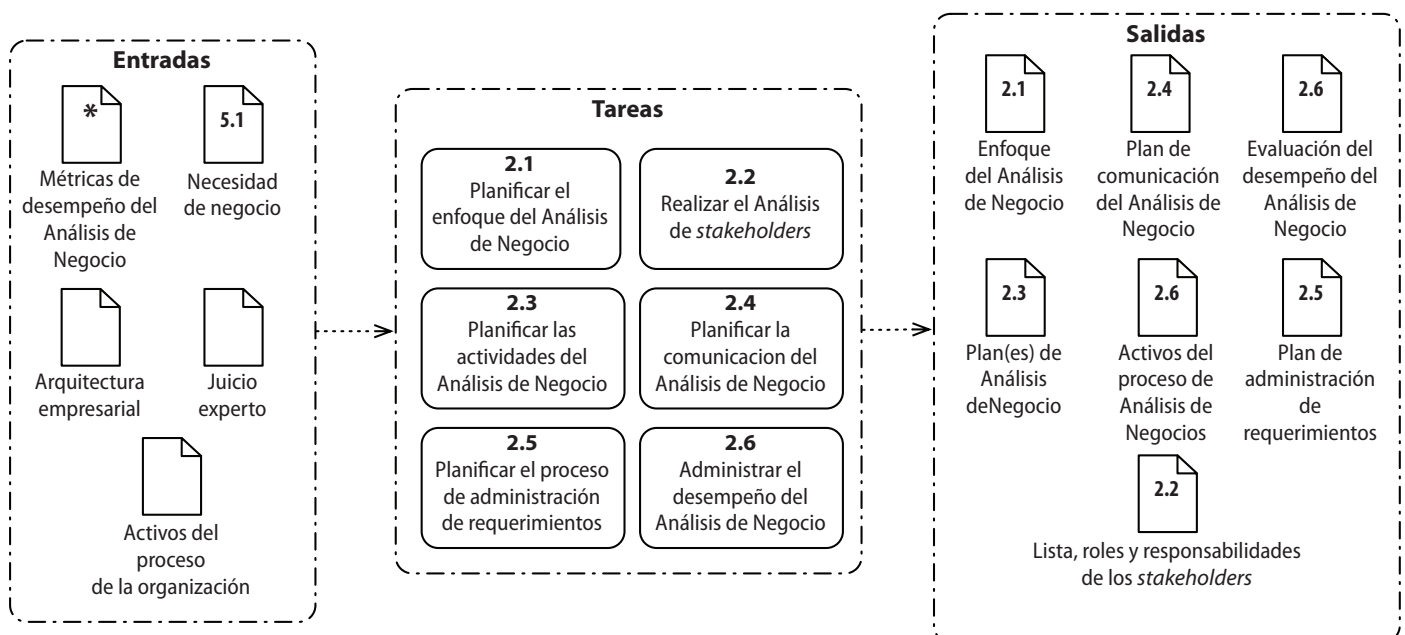 Entradas
*
Métricas de
desempeño del
Análisis de
Negocio
5.1
Necesidad
de negocio
Arquitectura
empresarial
Juicio
experto
Activos del
proceso
de la organización
Tareas
2.1
Planificar el
enfoque del Análisis
de Negocio
2.2
Realizar el Análisis
de stakeholders
2.3
Planificar las
actividades del
Análisis de Negocio
2.4
Planificar la
comunicacion del
Análisis de Negocio
2.5
Planificar el proceso
de administración
de requerimientos
2.6
Administrar el
desempeño del
Análisis de Negocio
Salidas
2.1
Enfoque
del Análisis
de Negocio
2.4
Plan de
comunicación
del Análisis de
Negocio
2.6
Evaluación del
desempeño del
Análisis de
Negocio
2.3
Plan(es) de
Análisis
deNegocio
2.6
Activos del
proceso de
Análisis de
Negocios
2.5
Plan de
administración
de
requerimientos
2.2
Lista, roles y responsabilidades
de los stakeholders